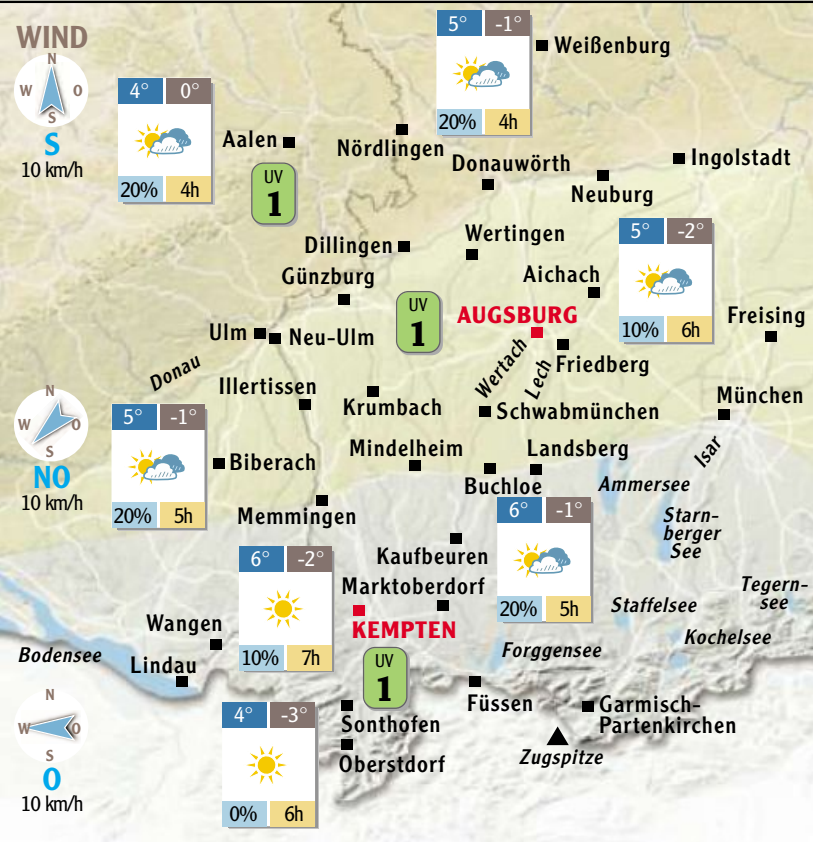 WIND
N
W O
S
S
10 km/h
5° -1°
20% 4h
Weißenburg
4° 0°
20% 4h
Aalen
Nördlingen
Donauwörth
Ingolstadt
Neuburg
UV
1
Dillingen
Wertingen
5° -2°
10% 6h
Günzburg
Aichach
UV
1
AUGSBURG
Freising
Ulm
Neu-Ulm
Wertach
Lech
Friedberg
Donau
Illertissen
Krumbach
Schwabmünchen
München
N
W O
S
NO
10 km/h
5° -1°
20% 5h
Biberach
Mindelheim
Landsberg
Isar
Buchloe
Ammersee
Memmingen
6° -1°
20% 5h
Starn-
berger
See
Kaufbeuren
6° -2°
10% 7h
Marktoberdorf
KEMPTEN
Staffelsee
Tegern-
see
Wangen
Kochelsee
Bodensee
Lindau
Forggensee
UV
1
Füssen
N
W O
S
O
10 km/h
4° -3°
0% 6h
Sonthofen
Oberstdorf
Garmisch-
Partenkirchen
Zugspitze